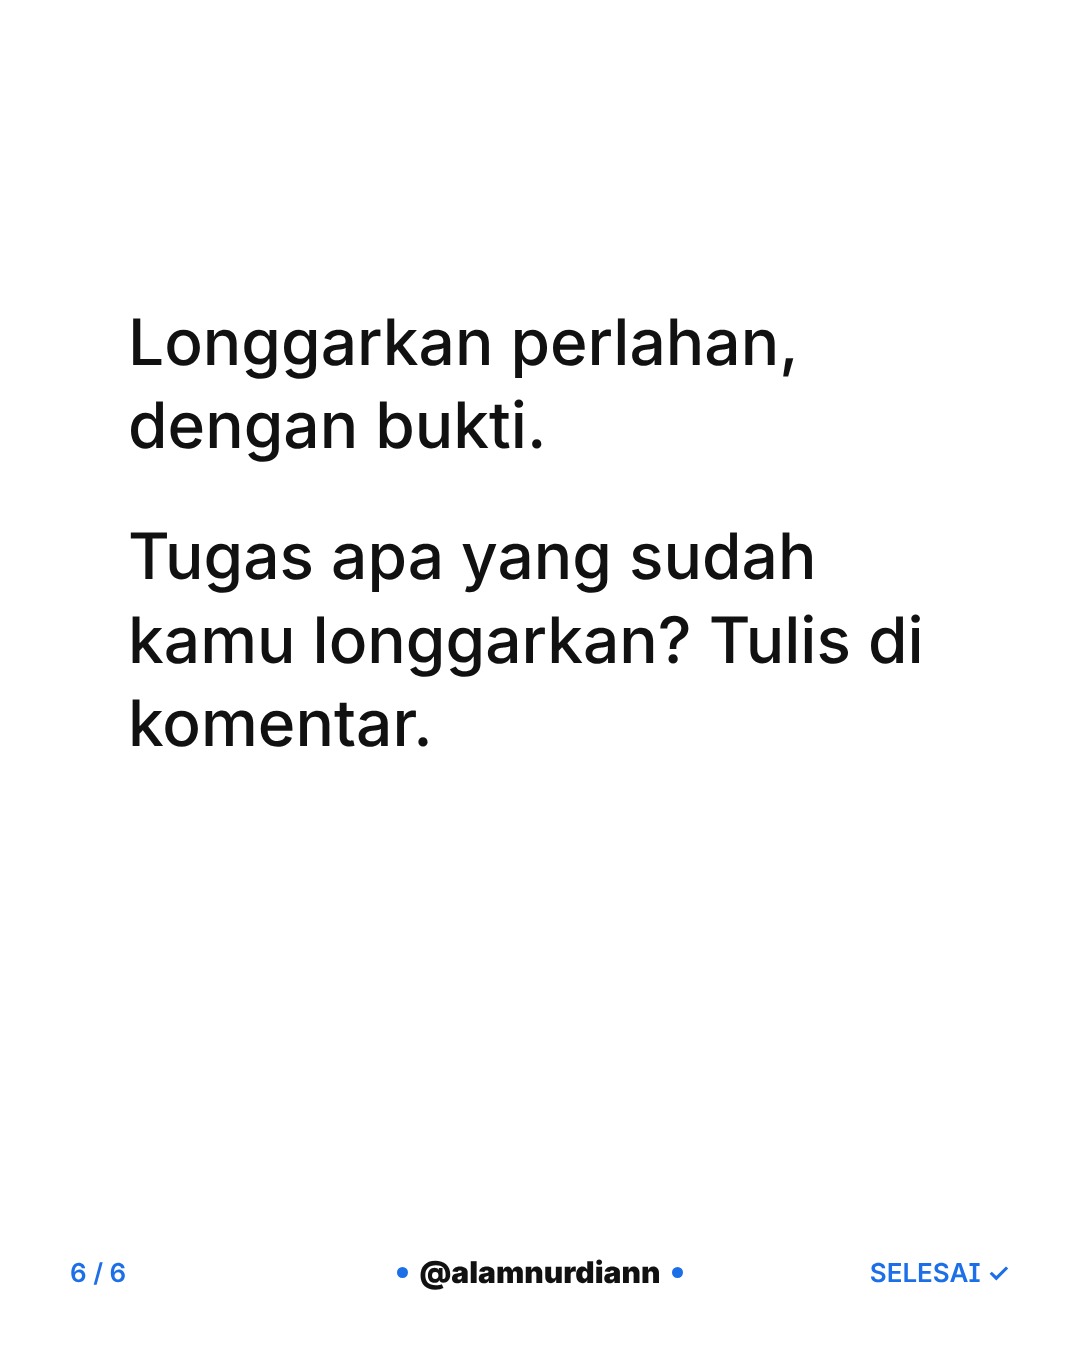 Longgarkan perlahan,
dengan bukti.
Tugas apa yang sudah
kamu longgarkan? Tulis di
komentar.
6 / 6
• @alamnurdiann •
SELESAI ✓